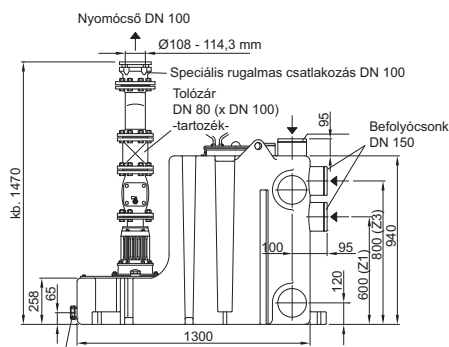 Nyomócső DN 100
Ø108 - 114,3 mm
Speciális rugalmas csatlakozás DN 100
Tolózár
DN 80 (x DN 100)
-tartozék-
95
Befolyócsonk
DN 150
kb. 1470
100
95
600 (Z1)
800 (Z3)
940
258
65
120
1300